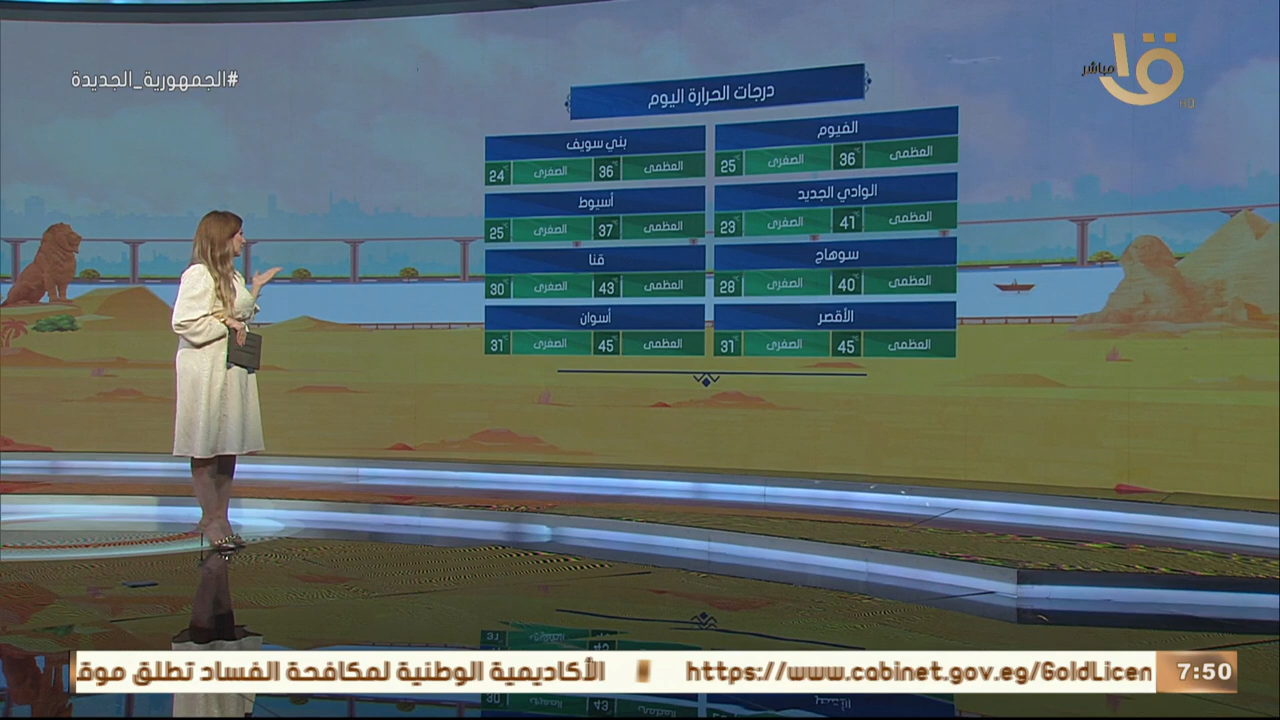 #الجمهورية_الجديدة
مباشر
HD
درجات الحرارة اليوم
الفيوم
العظمى 36° الصغرى 25°
بني سويف
العظمى 36° الصغرى 24°
الوادي الجديد
العظمى 41° الصغرى 23°
أسيوط
العظمى 37° الصغرى 25°
سوهاج
العظمى 40° الصغرى 28°
قنا
العظمى 43° الصغرى 30°
الأقصر
العظمى 45° الصغرى 31°
أسوان
العظمى 45° الصغرى 31°
7:50
https://www.cabinet.gov.eg/GoldLicen
الأكاديمية الوطنية لمكافحة الفساد تطلق موق